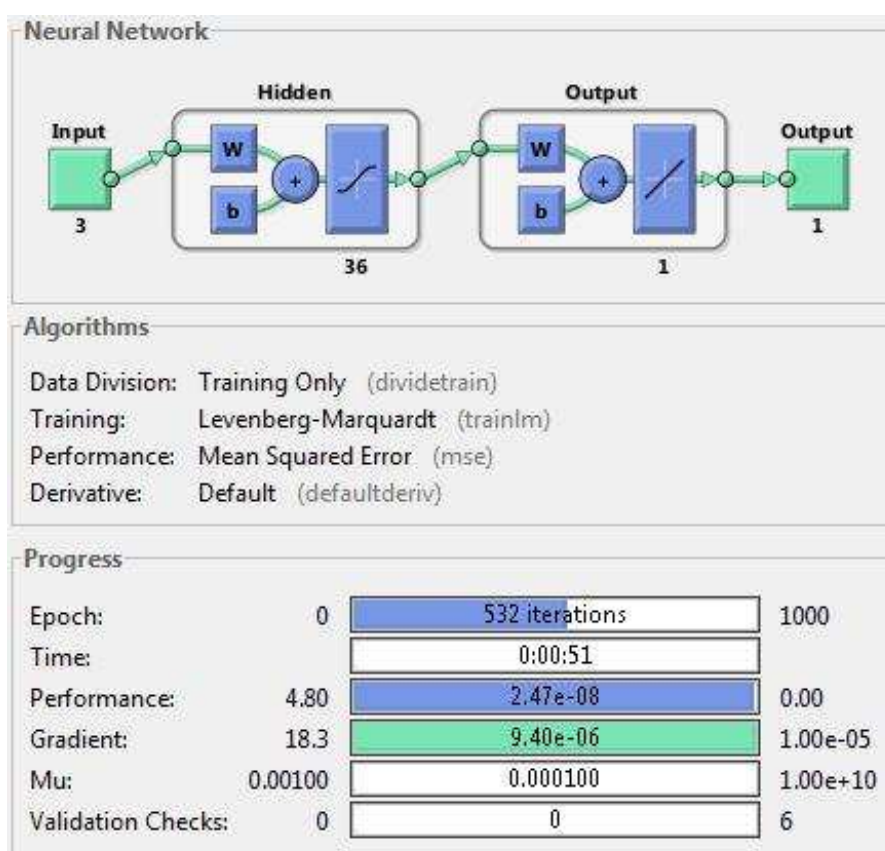 Neural Network
Hidden
Output
Input
Output
W
b
+
W
b
+
3
36
1
1
Algorithms
Data Division: Training Only (dividetrain)
Training: Levenberg-Marquardt (trainlm)
Performance: Mean Squared Error (mse)
Derivative: Default (defaultderiv)
Progress
Epoch: 0 532 iterations 1000
Time: 0:00:51
Performance: 4.80 2.47e-08 0.00
Gradient: 18.3 9.40e-06 1.00e-05
Mu: 0.00100 0.000100 1.00e+10
Validation Checks: 0 0 6